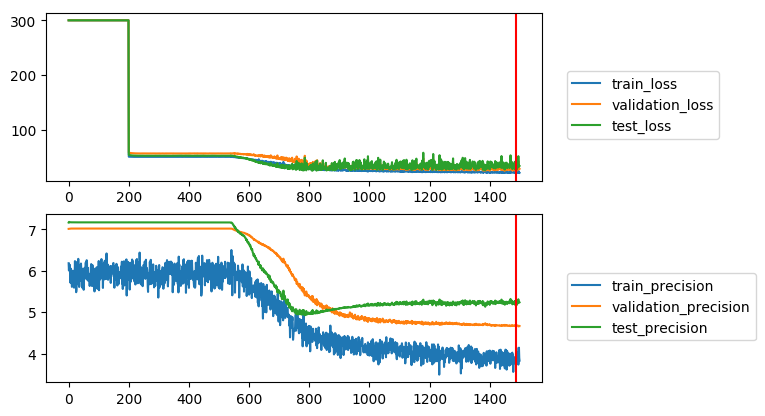 300
200
100
0 200 400 600 800 1000 1200 1400
train_loss
validation_loss
test_loss
7
6
5
4
0 200 400 600 800 1000 1200 1400
train_precision
validation_precision
test_precision